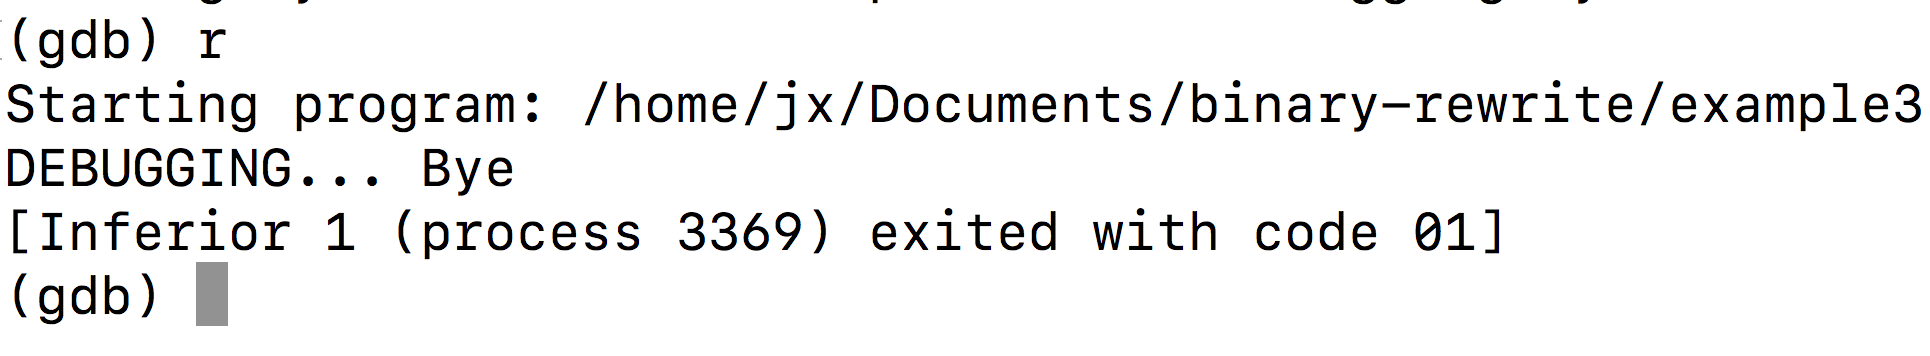 (gdb) r
Starting program: /home/jx/Documents/binary-rewrite/example3
DEBUGGING... Bye
[Inferior 1 (process 3369) exited with code 01]
(gdb)